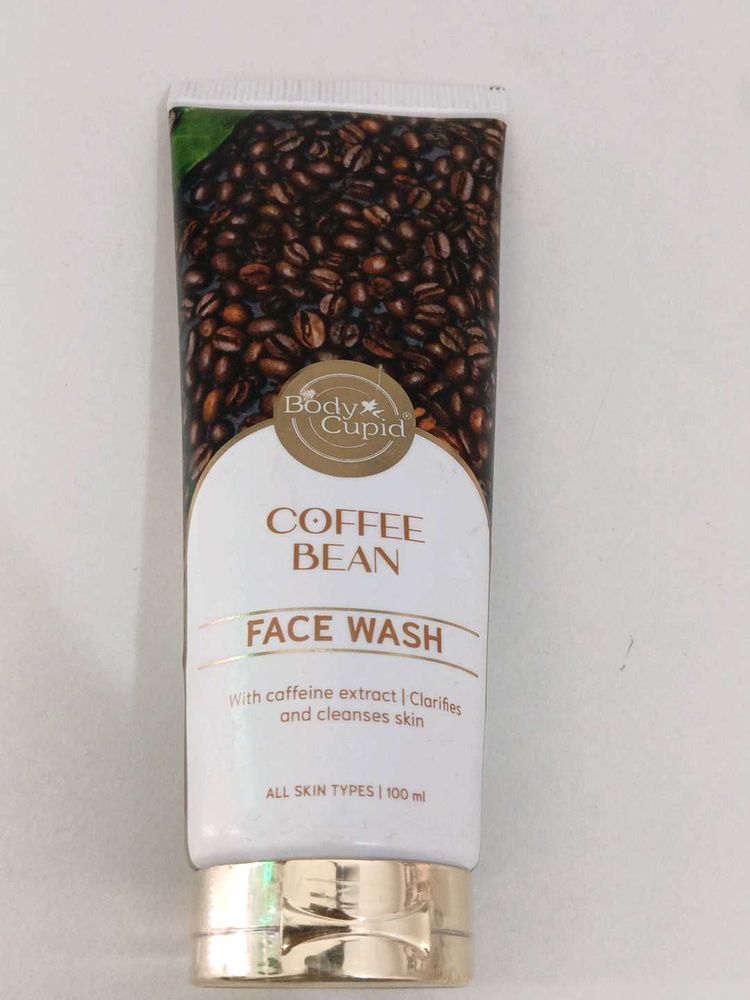 Body
Cupid®
COFFEE
BEAN
FACE WASH
With caffeine extract | Clarifies
and cleanses skin
ALL SKIN TYPES | 100 ml